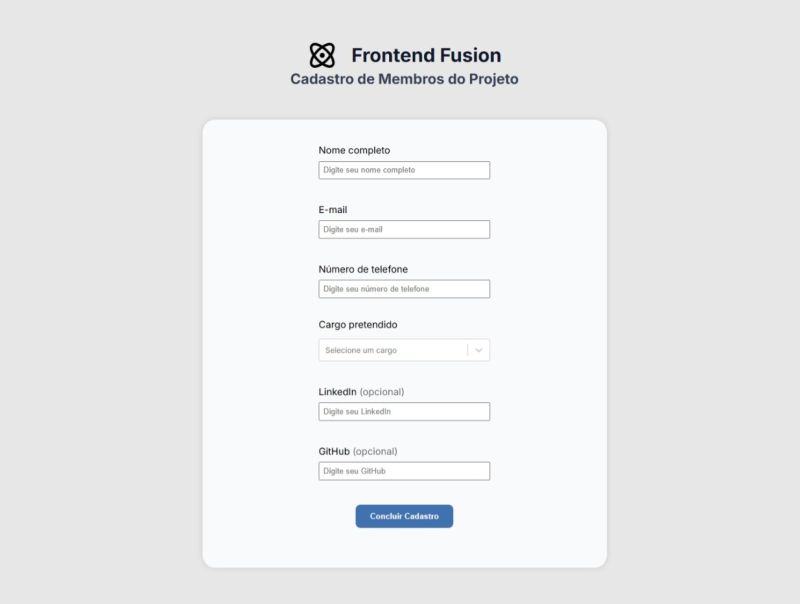 Frontend Fusion
Cadastro de Membros do Projeto
Nome completo
Digite seu nome completo
E-mail
Digite seu e-mail
Número de telefone
Digite seu número de telefone
Cargo pretendido
Selecione um cargo
LinkedIn (opcional)
Digite seu LinkedIn
GitHub (opcional)
Digite seu GitHub
Concluir Cadastro